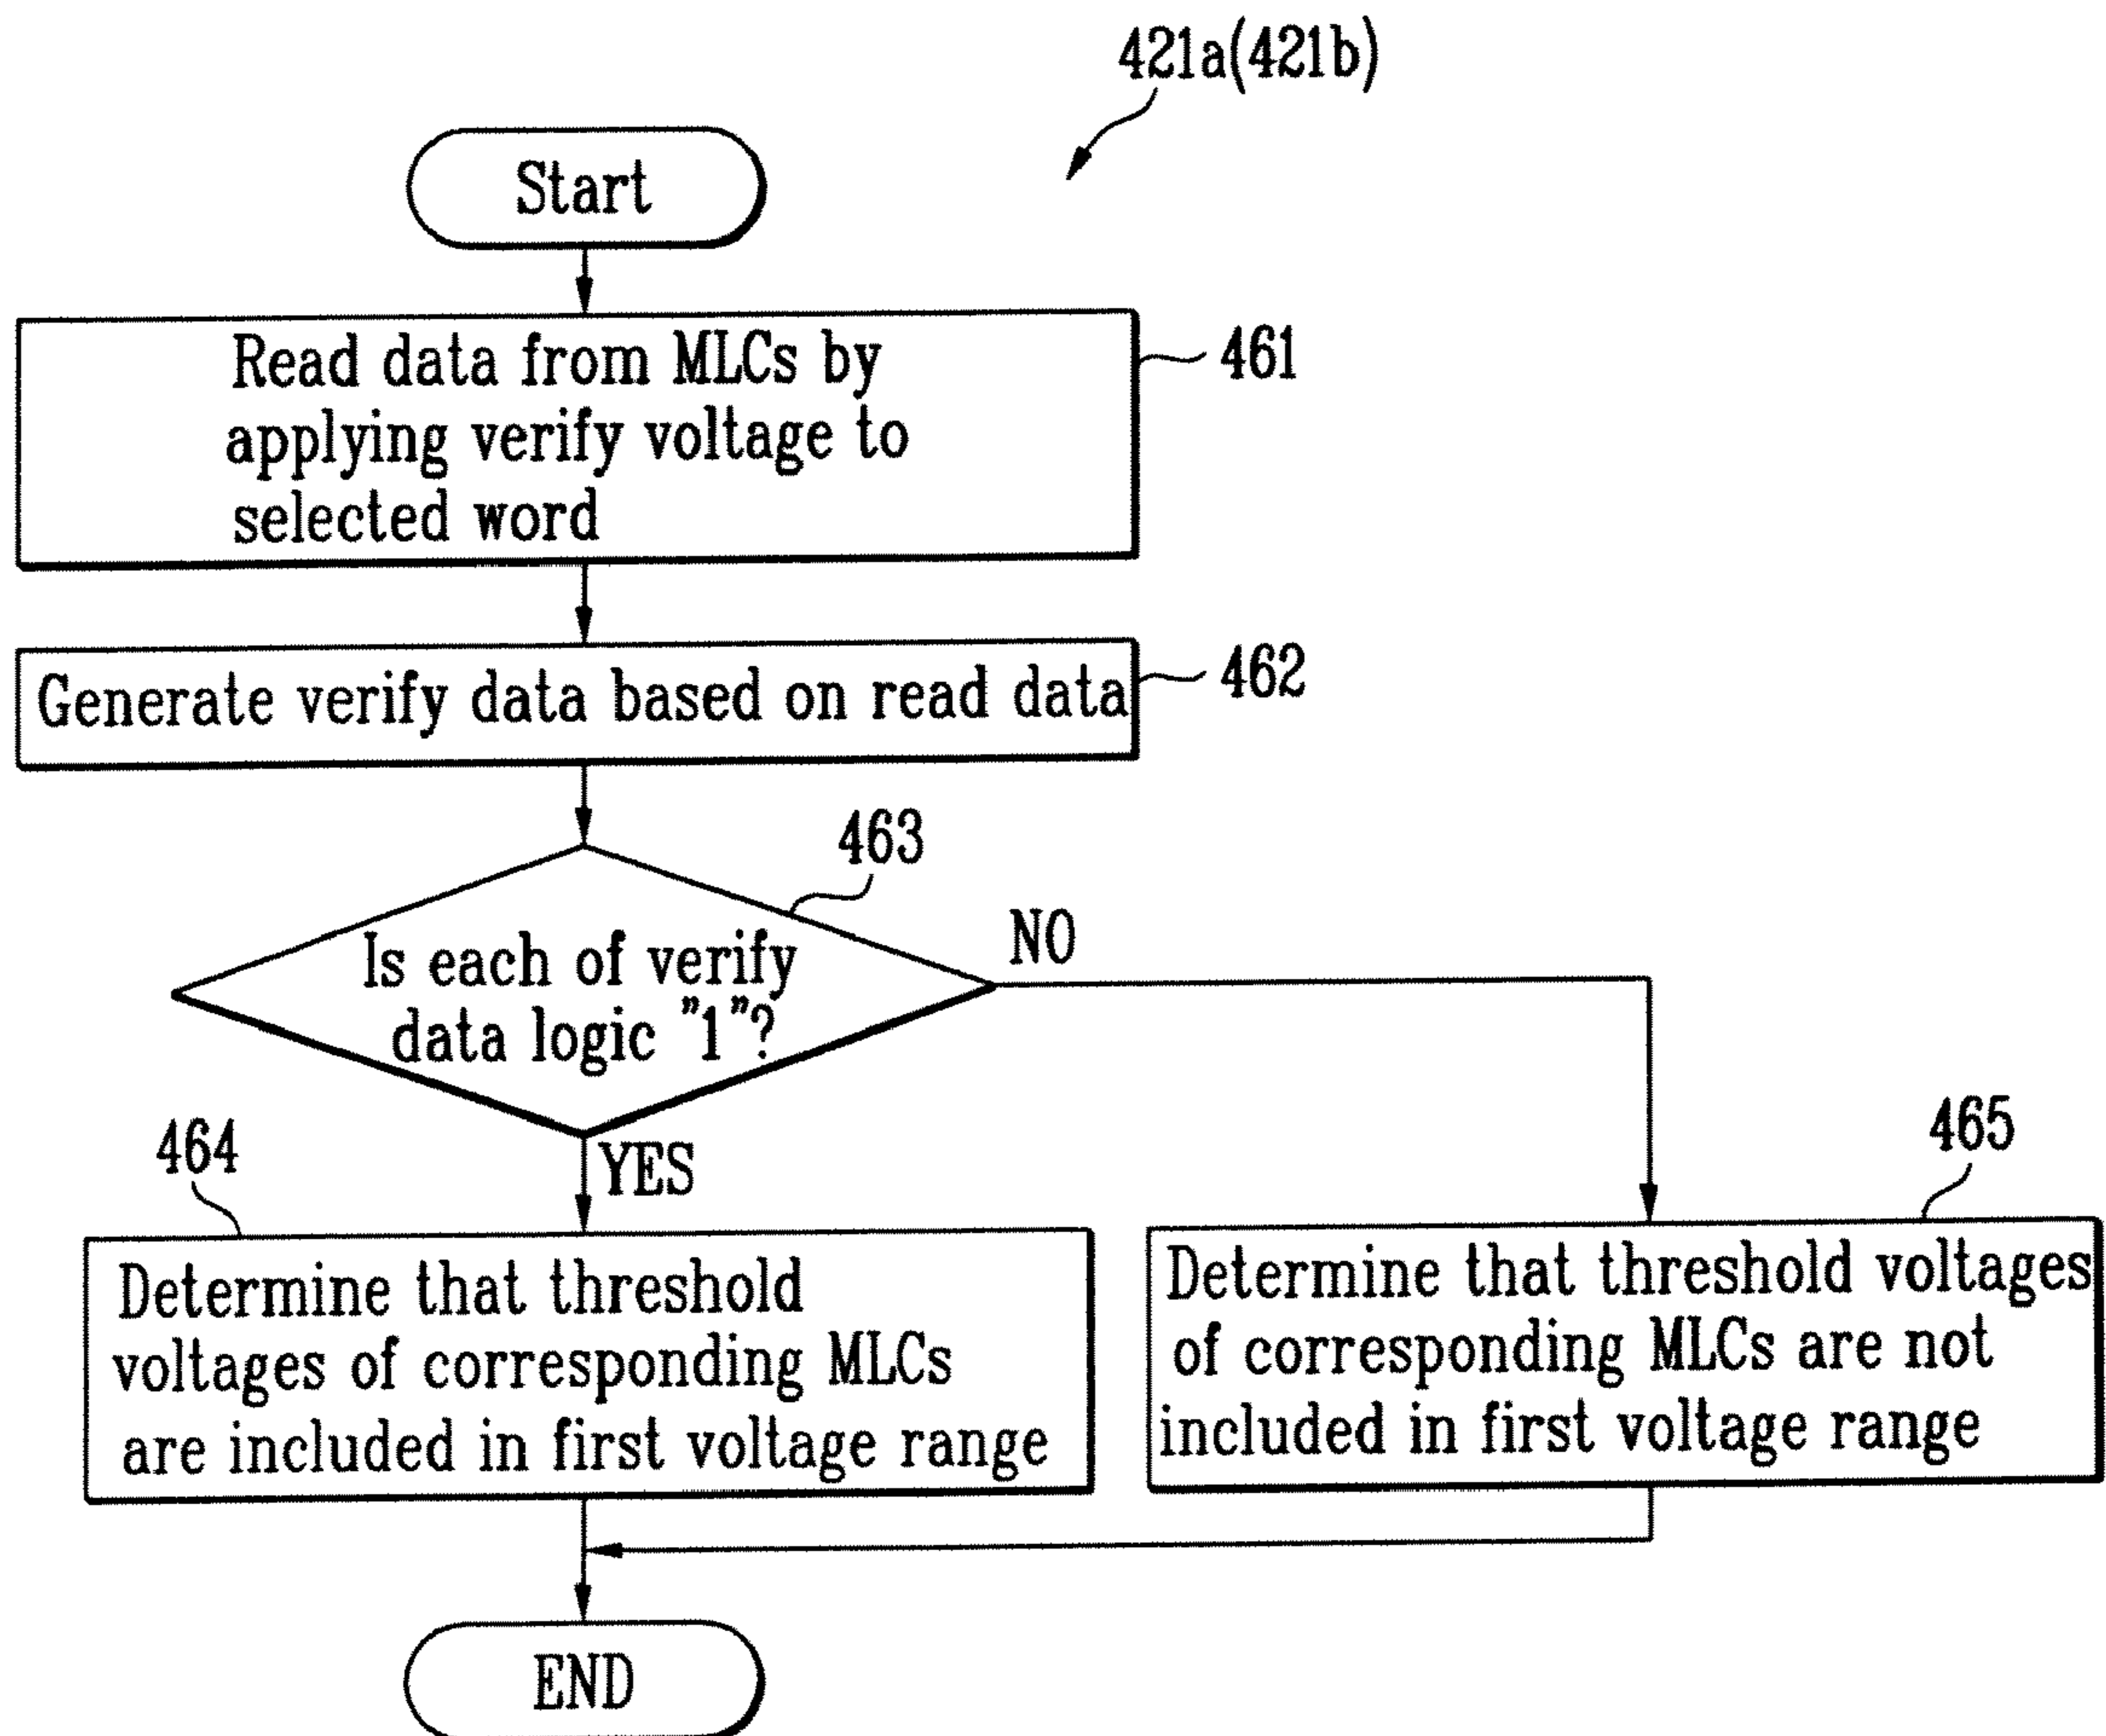 421a(421b)
Start
Read data from MLCs by
applying verify voltage to
selected word
461
Generate verify data based on read data
462
463
Is each of verify
data logic "1"?
NO
YES
464
Determine that threshold
voltages of corresponding MLCs
are included in first voltage range
465
Determine that threshold voltages
of corresponding MLCs are not
included in first voltage range
END